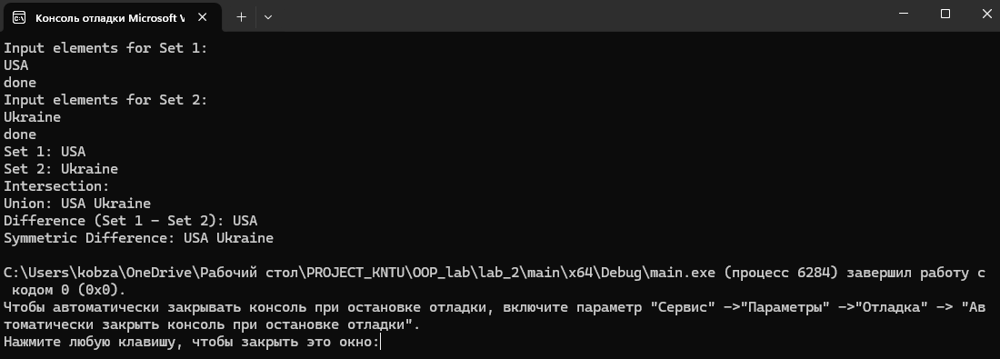 Консоль отладки Microsoft V
Input elements for Set 1:
USA
done
Input elements for Set 2:
Ukraine
done
Set 1: USA
Set 2: Ukraine
Intersection:
Union: USA Ukraine
Difference (Set 1 - Set 2): USA
Symmetric Difference: USA Ukraine
C:\Users\kobza\OneDrive\Рабочий стол\PROJECT_KNTU\OOP_lab\lab_2\main\x64\Debug\main.exe (процесс 6284) завершил работу с
кодом 0 (0x0).
Чтобы автоматически закрывать консоль при остановке отладки, включите параметр "Сервис" ->"Параметры" ->"Отладка" -> "Ав
томатически закрыть консоль при остановке отладки".
Нажмите любую клавишу, чтобы закрыть это окно: